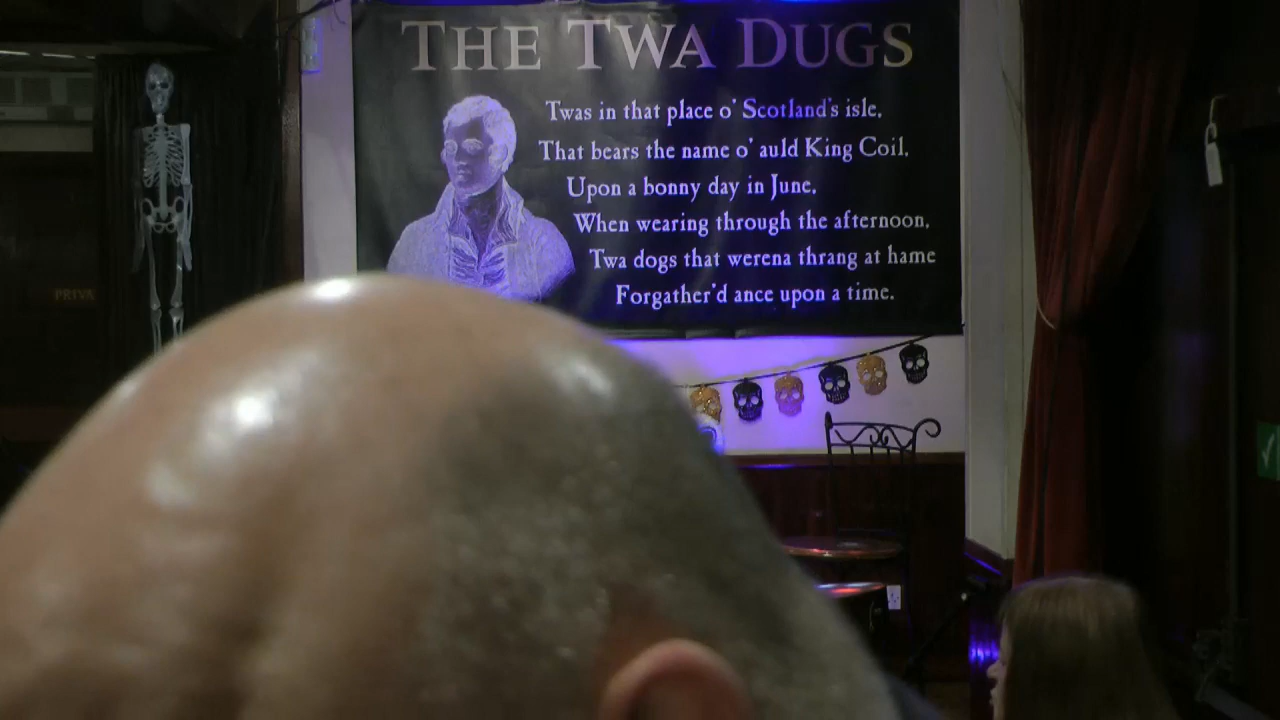 THE TWA DUGS
Twas in that place o' Scotland's isle,
That bears the name o' auld King Coil,
Upon a bonny day in June,
When wearing through the afternoon,
Twa dogs that werena thrang at hame
Forgather'd ance upon a time.
PRIVA